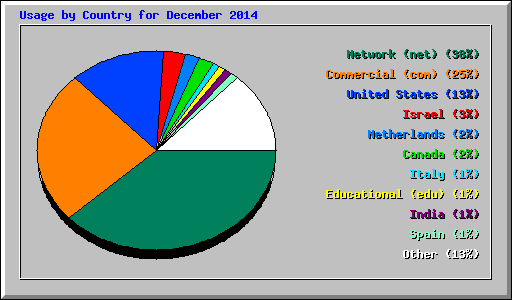 Usage by Country for December 2014
Network (net) (38%)
Commercial (com) (25%)
United States (13%)
Israel (3%)
Netherlands (2%)
Canada (2%)
Italy (1%)
Educational (edu) (1%)
India (1%)
Spain (1%)
Other (13%)